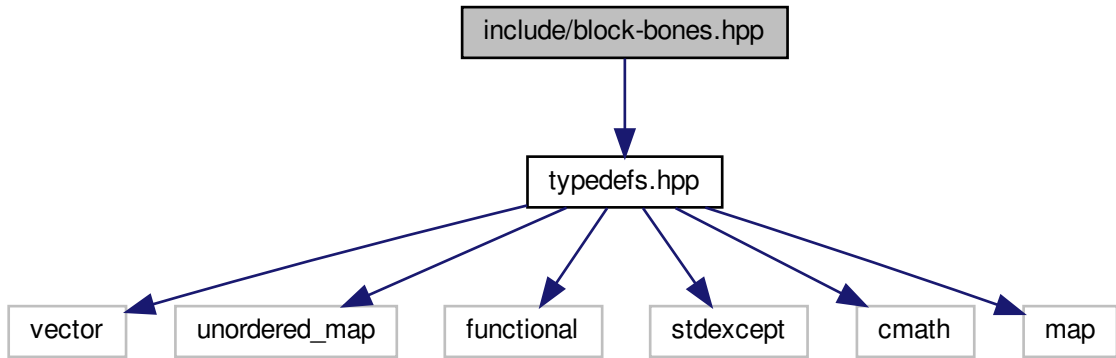 include/block-bones.hpp
typedefs.hpp
vector
unordered_map
functional
stdexcept
cmath
map